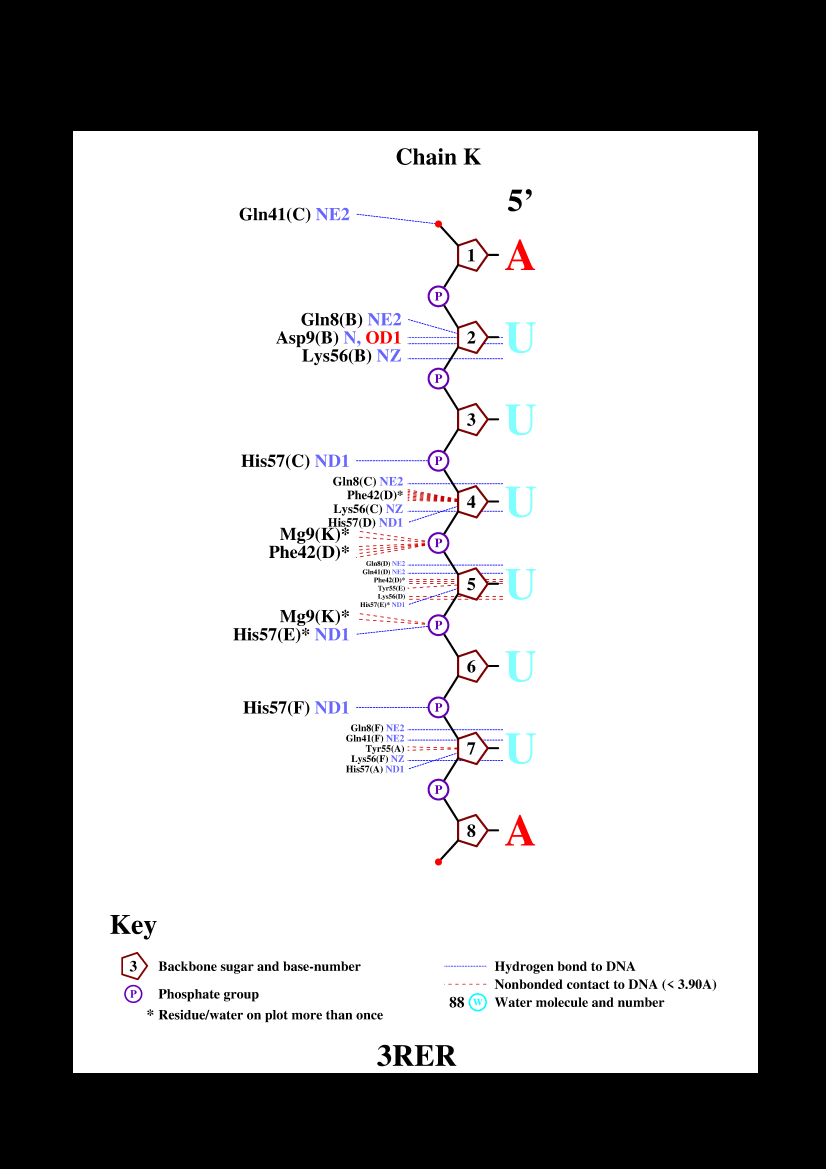 Chain K
5’
Gln41(C) NE2
1 A
P
Gln8(B) NE2
Asp9(B) N, OD1
2 U
Lys56(B) NZ
P
3 U
His57(C) ND1 P
Gln8(C) NE2
Phe42(D)*
4 U
Lys56(C) NZ
His57(D) ND1
Mg9(K)*
P
Phe42(D)*
Gln8(D) NE2
Gln41(D) NE2
Phe42(D)*
5 U
Tyr55(E)
Lys56(D)
His57(E)* ND1
Mg9(K)*
P
His57(E)* ND1
6 U
His57(F) ND1 P
Gln8(F) NE2
Gln41(F) NE2
Tyr55(A) 7 U
Lys56(F) NZ
His57(A) ND1
P
8 A
Key
3 Backbone sugar and base-number
P Phosphate group
* Residue/water on plot more than once
Hydrogen bond to DNA
Nonbonded contact to DNA (< 3.90A)
88 W Water molecule and number
3RER